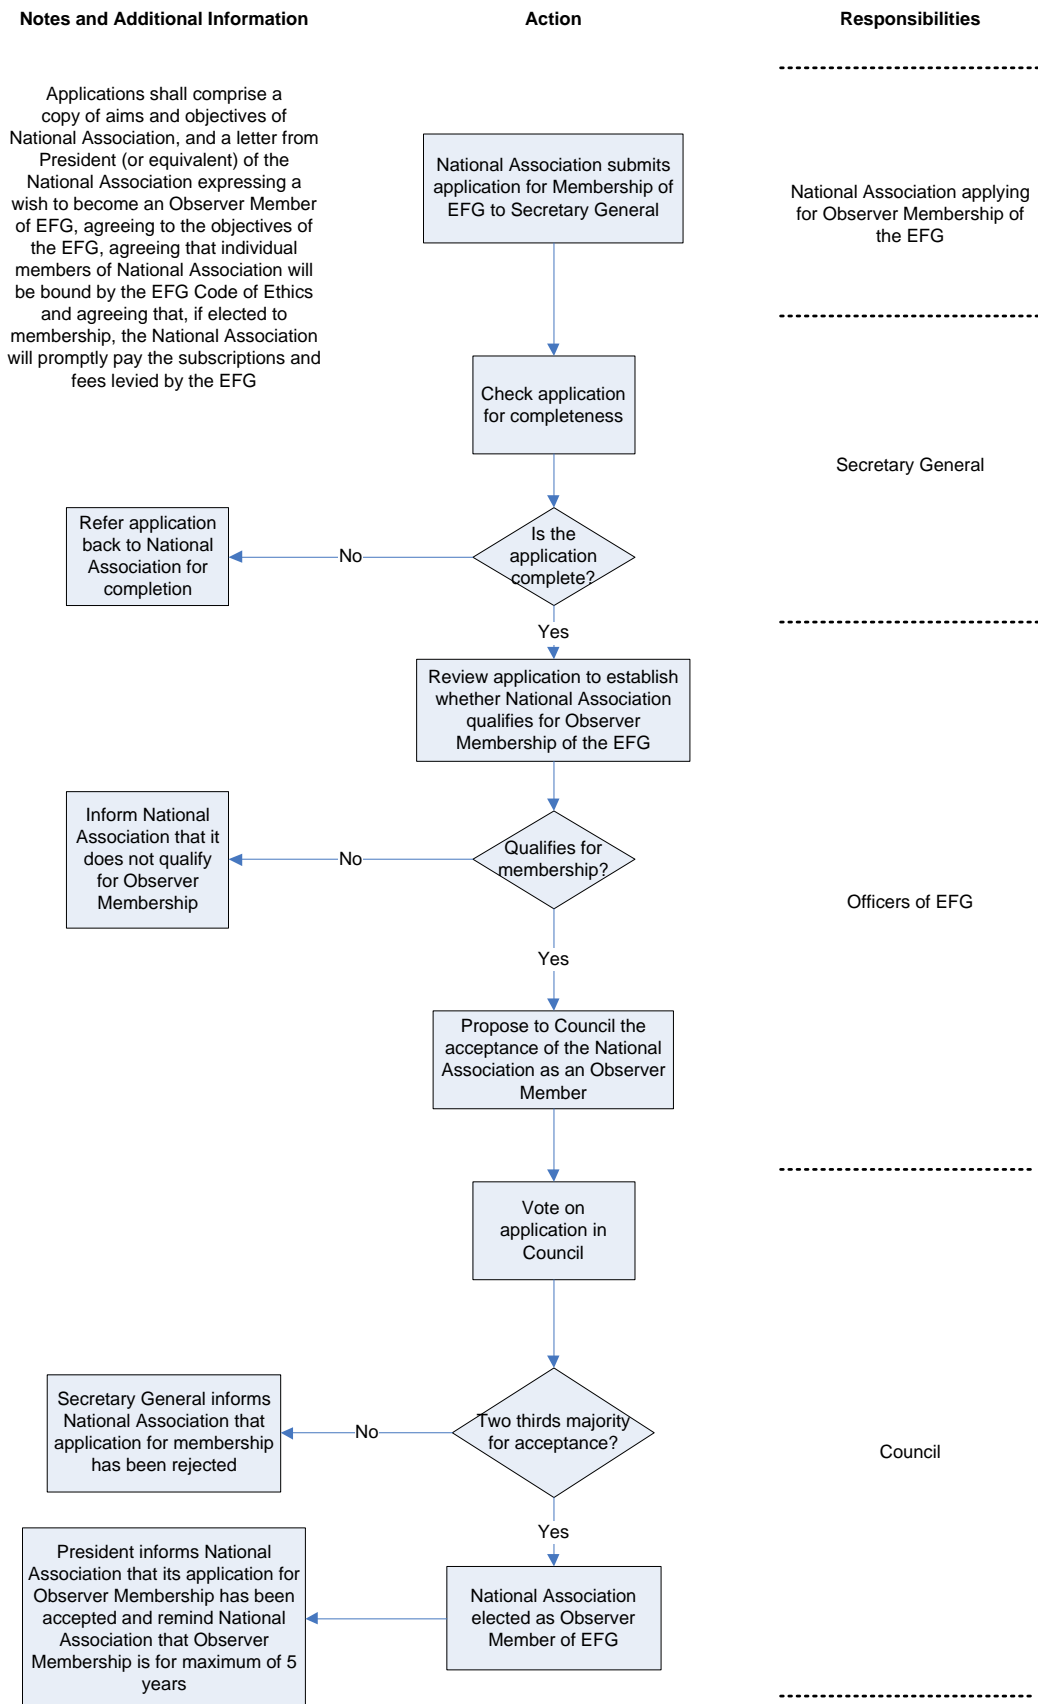 Notes and Additional Information
Action
Responsibilities
Applications shall comprise a
copy of aims and objectives of
National Association, and a letter from
President (or equivalent) of the
National Association expressing a
wish to become an Observer Member
of EFG, agreeing to the objectives of
the EFG, agreeing that individual
members of National Association will
be bound by the EFG Code of Ethics
and agreeing that, if elected to
membership, the National Association
will promptly pay the subscriptions and
fees levied by the EFG
National Association submits
application for Membership of
EFG to Secretary General
National Association applying
for Observer Membership of
the EFG
Check application
for completeness
Secretary General
Refer application
back to National
Association for
completion
No
Is the
application
complete?
Yes
Review application to establish
whether National Association
qualifies for Observer
Membership of the EFG
Inform National
Association that it
does not qualify
for Observer
Membership
No
Qualifies for
membership?
Officers of EFG
Yes
Propose to Council the
acceptance of the National
Association as an Observer
Member
Vote on
application in
Council
Secretary General informs
National Association that
application for membership
has been rejected
No
Two thirds majority
for acceptance?
Council
Yes
President informs National
Association that its application for
Observer Membership has been
accepted and remind National
Association that Observer
Membership is for maximum of 5
years
National Association
elected as Observer
Member of EFG